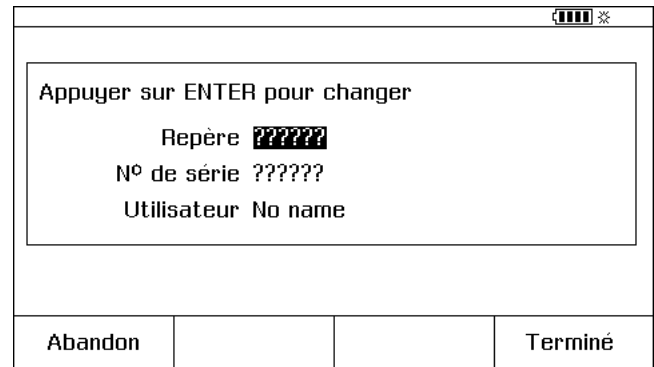 Appuyer sur ENTER pour changer
Repère ??????
Nº de série ??????
Utilisateur No name
Abandon Terminé